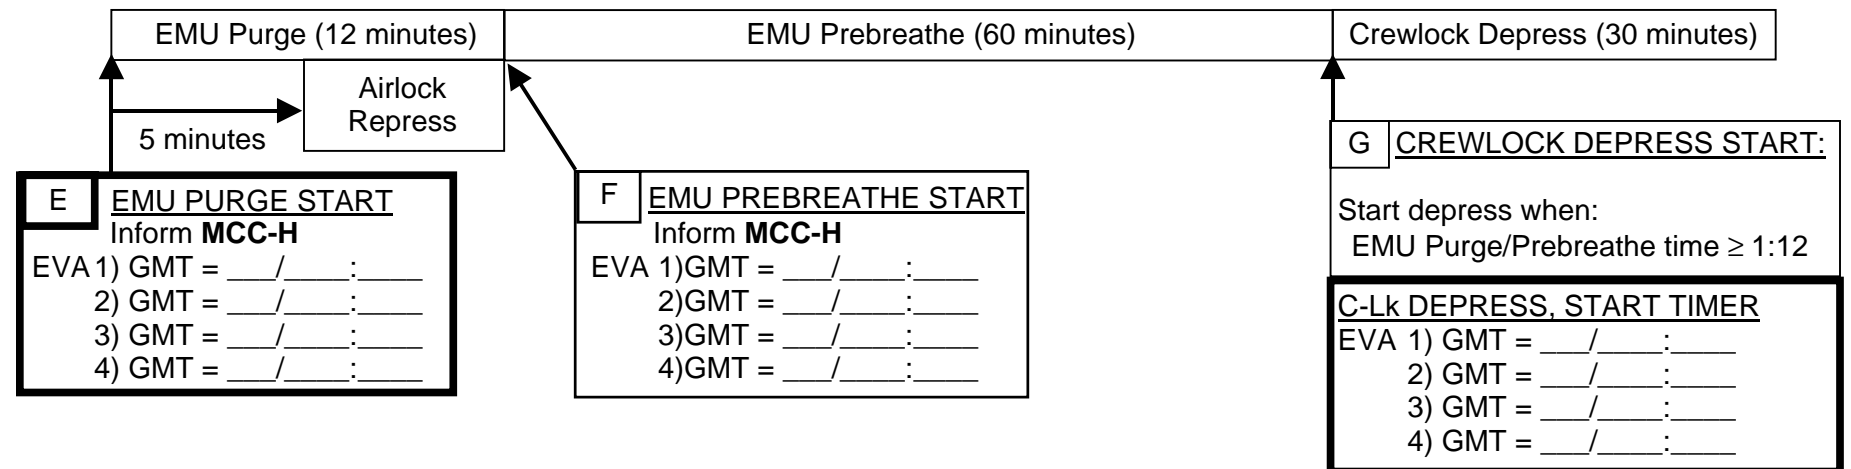 EMU Purge (12 minutes)
EMU Prebreathe (60 minutes)
Crewlock Depress (30 minutes)
Airlock
Repress
5 minutes
E EMU PURGE START
Inform MCC-H
EVA 1) GMT = ___/____:____
2) GMT = ___/____:____
3) GMT = ___/____:____
4) GMT = ___/____:____
F EMU PREBREATHE START
Inform MCC-H
EVA 1)GMT = ___/____:____
2)GMT = ___/____:____
3)GMT = ___/____:____
4)GMT = ___/____:____
G CREWLOCK DEPRESS START:
Start depress when:
EMU Purge/Prebreathe time ≥ 1:12
C-Lk DEPRESS, START TIMER
EVA 1) GMT = ___/____:____
2) GMT = ___/____:____
3) GMT = ___/____:____
4) GMT = ___/____:____